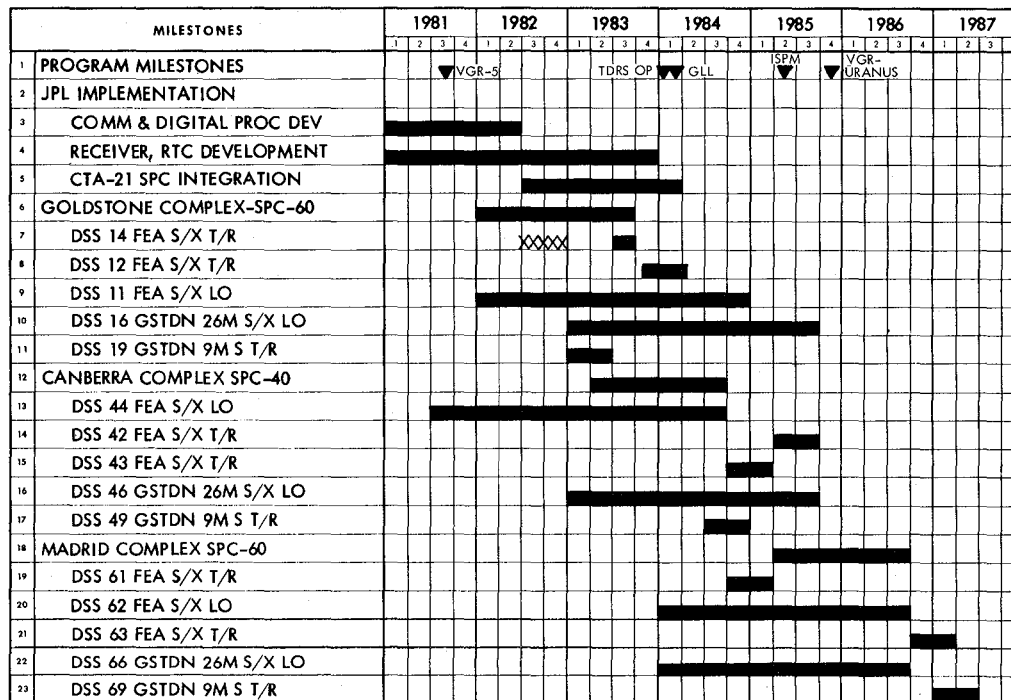 MILESTONES 1981 1982 1983 1984 1985 1986 1987
1 2 3 4 1 2 3 4 1 2 3 4 1 2 3 4 1 2 3 4 1 2 3 4 1 2 3
1 PROGRAM MILESTONES VGR-5 TDRS OP GLL ISPM VGR-
URANUS
2 JPL IMPLEMENTATION
3 COMM & DIGITAL PROC DEV
4 RECEIVER, RTC DEVELOPMENT
5 CTA-21 SPC INTEGRATION
6 GOLDSTONE COMPLEX-SPC-60
7 DSS 14 FEA S/X T/R XXXXX
8 DSS 12 FEA S/X T/R
9 DSS 11 FEA S/X LO
10 DSS 16 GSTDN 26M S/X LO
11 DSS 19 GSTDN 9M S T/R
12 CANBERRA COMPLEX SPC-40
13 DSS 44 FEA S/X LO
14 DSS 42 FEA S/X T/R
15 DSS 43 FEA S/X T/R
16 DSS 46 GSTDN 26M S/X LO
17 DSS 49 GSTDN 9M S T/R
18 MADRID COMPLEX SPC-60
19 DSS 61 FEA S/X T/R
20 DSS 62 FEA S/X LO
21 DSS 63 FEA S/X T/R
22 DSS 66 GSTDN 26M S/X LO
23 DSS 69 GSTDN 9M S T/R